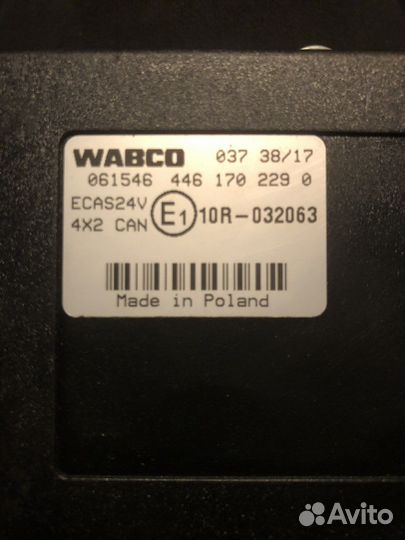 WABCO 037 38/17
061546 446 170 229 0
ECAS24V
4X2 CAN E1 10R-032063
Made in Poland
Avito